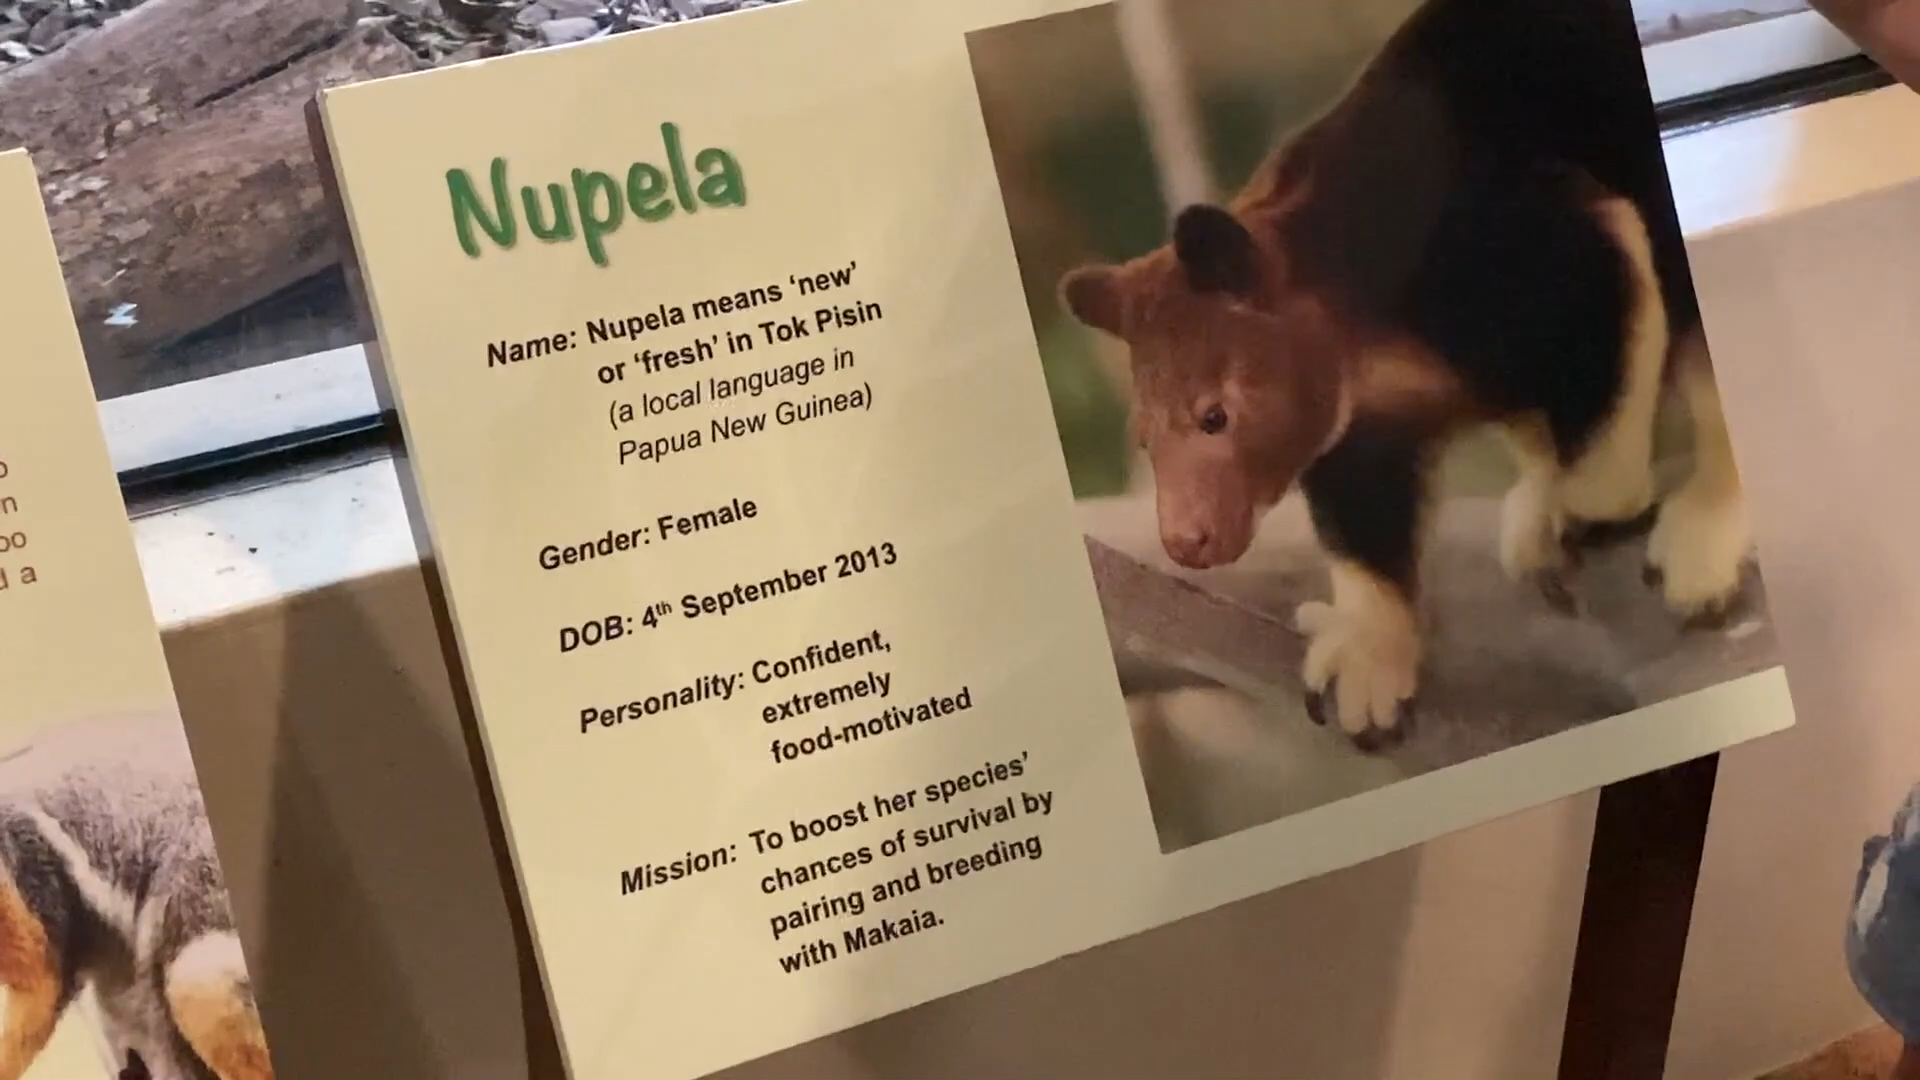 Nupela
Name: Nupela means ‘new’
or ‘fresh’ in Tok Pisin
(a local language in
Papua New Guinea)
Gender: Female
DOB: 4th September 2013
Personality: Confident,
extremely
food-motivated
Mission: To boost her species’
chances of survival by
pairing and breeding
with Makaia.